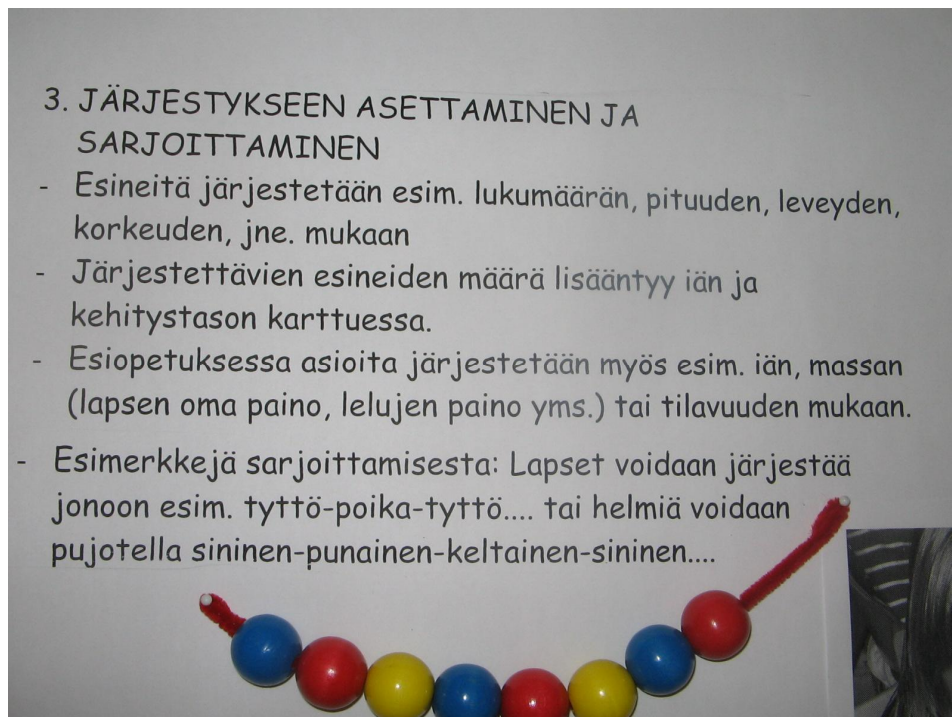 3. JÄRJESTYKSEEN ASETTAMINEN JA
SARJOITTAMINEN
- Esineitä järjestetään esim. lukumäärän, pituuden, leveyden,
korkeuden, jne. mukaan
- Järjestettävien esineiden määrä lisääntyy iän ja
kehitystason karttuessa.
- Esiopetuksessa asioita järjestetään myös esim. iän, massan
(lapsen oma paino, lelujen paino yms.) tai tilavuuden mukaan.
- Esimerkkejä sarjoittamisesta: Lapset voidaan järjestää
jonoon esim. tyttö-poika-tyttö.... tai helmiä voidaan
pujotella sininen-punainen-keltainen-sininen....